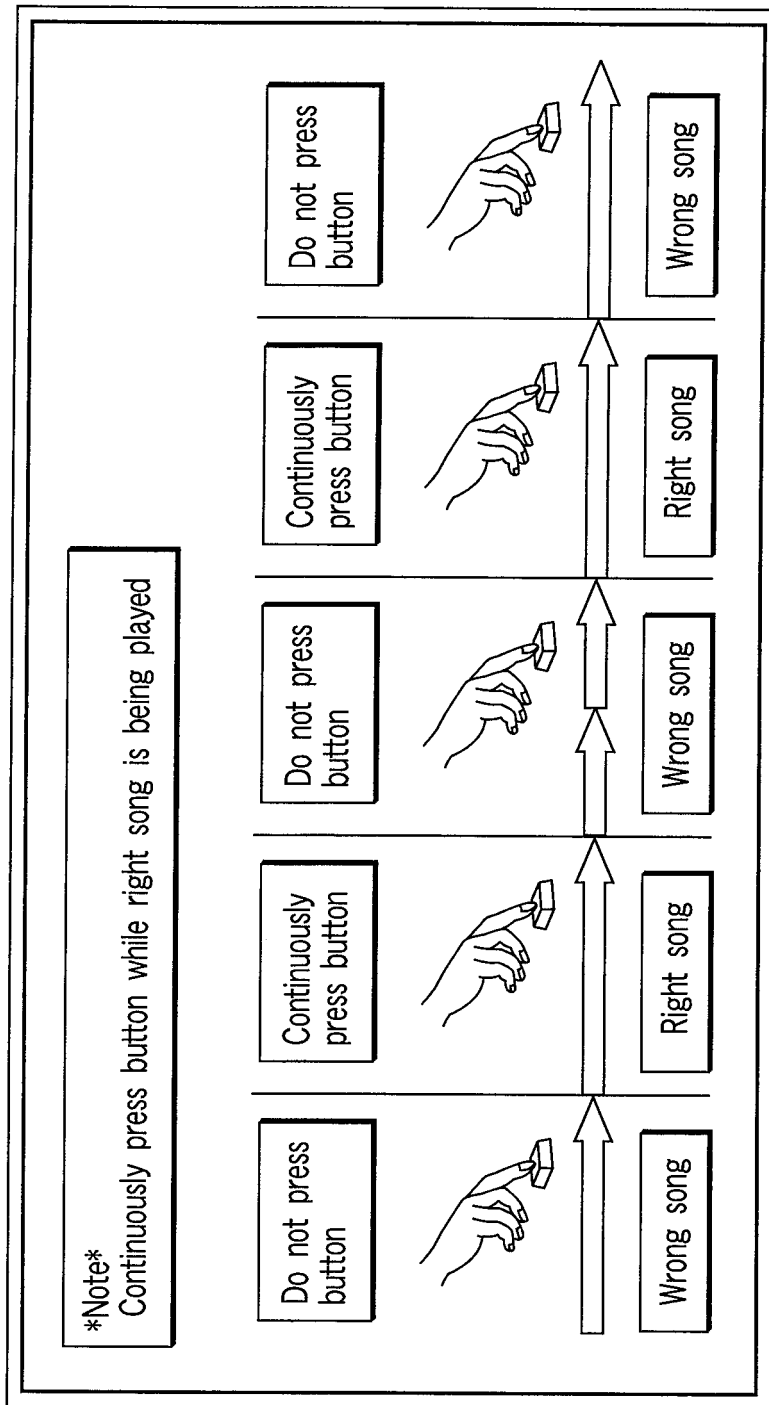 *Note*
Continuously press button while right song is being played
Do not press
button
Continuously
press button
Do not press
button
Continuously
press button
Do not press
button
Wrong song
Right song
Wrong song
Right song
Wrong song